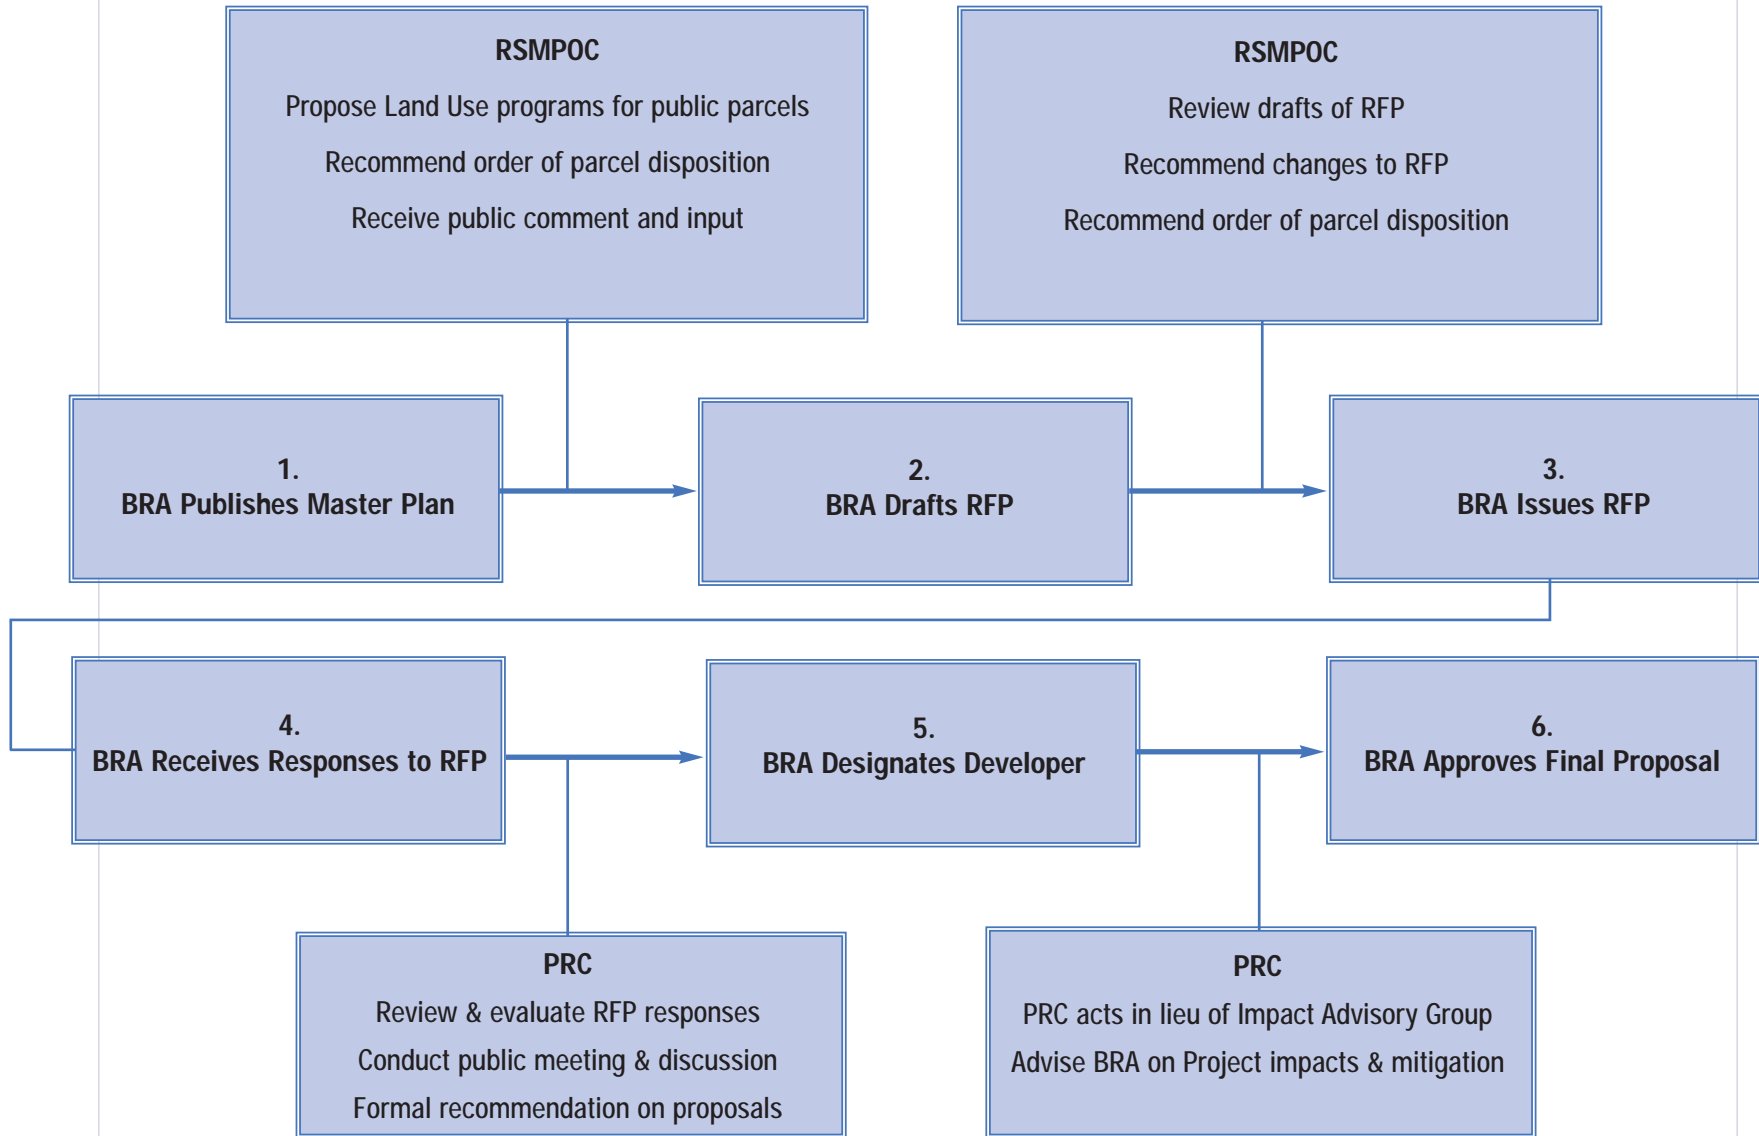 RSMPOC
Propose Land Use programs for public parcels
Recommend order of parcel disposition
Receive public comment and input
RSMPOC
Review drafts of RFP
Recommend changes to RFP
Recommend order of parcel disposition
1.
BRA Publishes Master Plan
2.
BRA Drafts RFP
3.
BRA Issues RFP
4.
BRA Receives Responses to RFP
5.
BRA Designates Developer
6.
BRA Approves Final Proposal
PRC
Review & evaluate RFP responses
Conduct public meeting & discussion
Formal recommendation on proposals
PRC
PRC acts in lieu of Impact Advisory Group
Advise BRA on Project impacts & mitigation